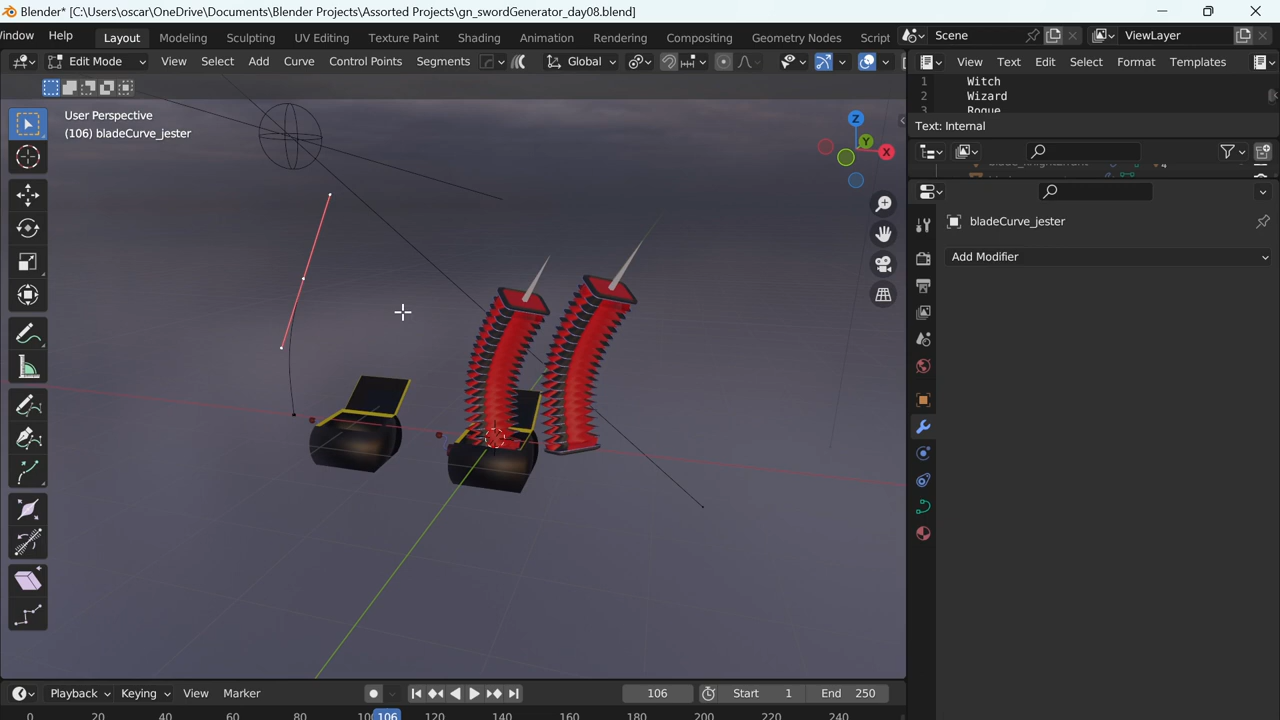 Blender* [C:\Users\oscar\OneDrive\Documents\Blender Projects\Assorted Projects\gn_swordGenerator_day08.blend]
indow Help Layout Modeling Sculpting UV Editing Texture Paint Shading Animation Rendering Compositing Geometry Nodes Script Scene ViewLayer
Edit Mode View Select Add Curve Control Points Segments Global View Text Edit Select Format Templates
1 Witch
2 Wizard
3 Rogue
User Perspective
(106) bladeCurve_jester
Z
Y
X
Text: Internal
bladeCurve_jester
Add Modifier
Playback Keying View Marker 106 Start 1 End 250
0 20 40 60 80 100 106 120 140 160 180 200 220 240